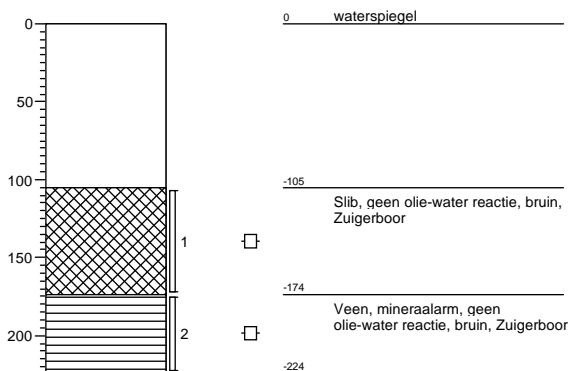 0
50
100
150
200
1
2
0 waterspiegel
-105
Slib, geen olie-water reactie, bruin,
Zuigerboor
-174
Veen, mineraalarm, geen
olie-water reactie, bruin, Zuigerboor
-224